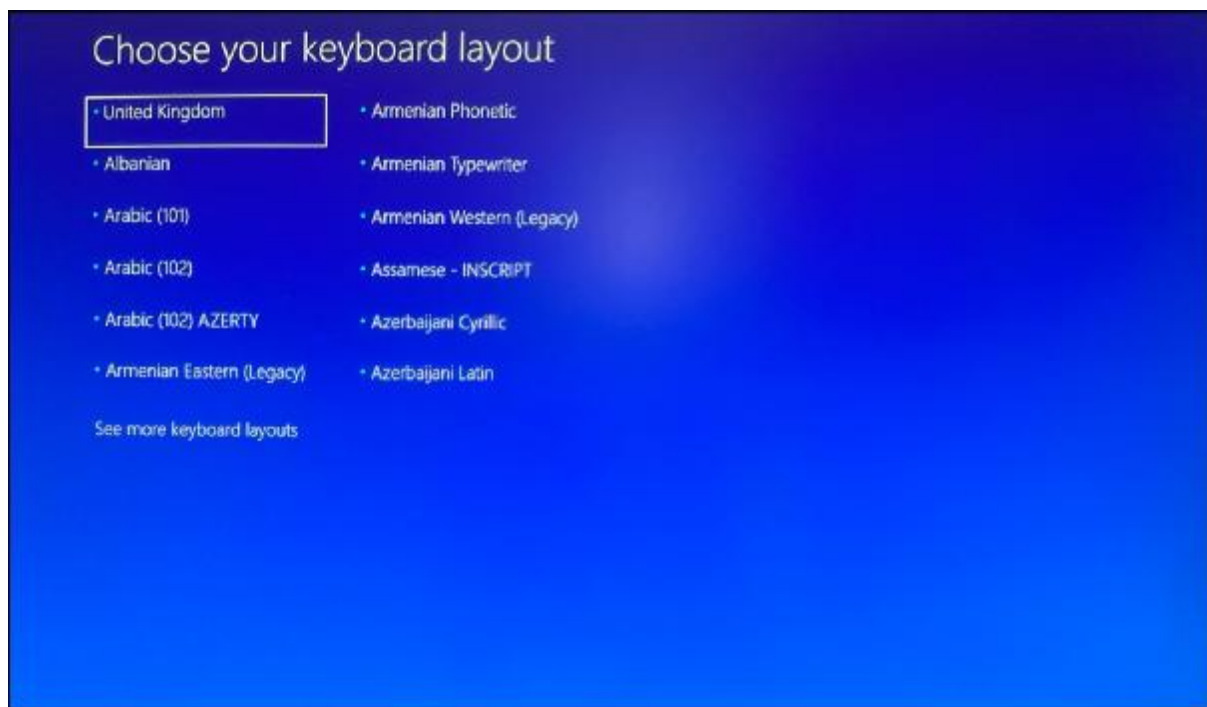 Choose your keyboard layout
United Kingdom
Albanian
Arabic (101)
Arabic (102)
Arabic (102) AZERTY
Armenian Eastern (Legacy)
Armenian Phonetic
Armenian Typewriter
Armenian Western (Legacy)
Assamese - INSCRIPT
Azerbaijani Cyrillic
Azerbaijani Latin
See more keyboard layouts